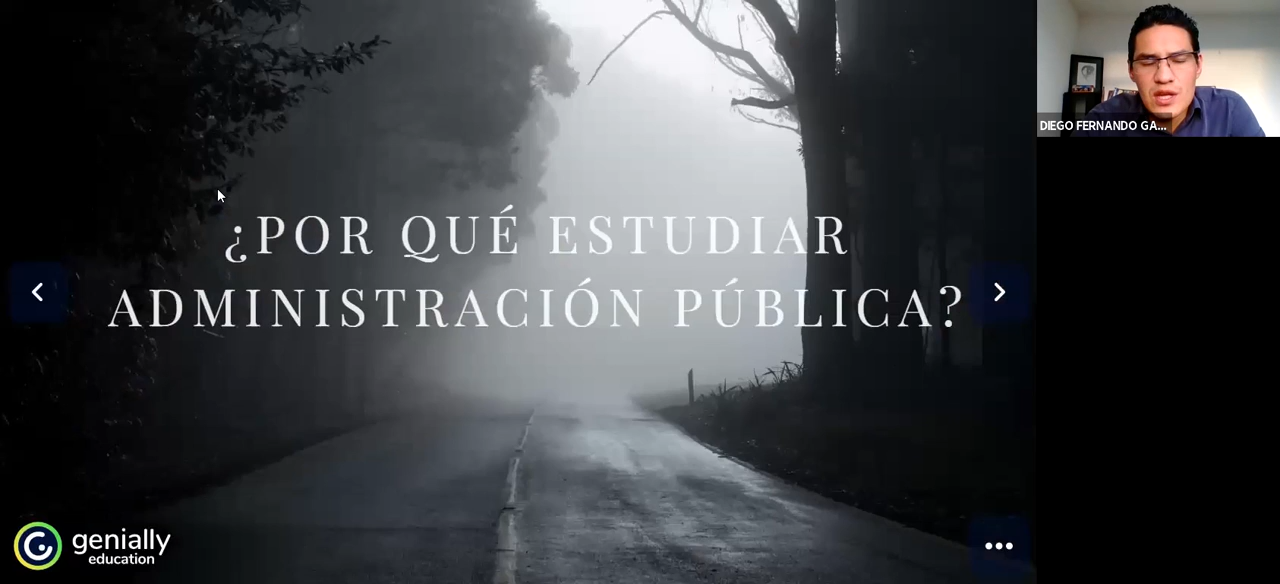 ¿POR QUÉ ESTUDIAR
ADMINISTRACIÓN PÚBLICA?
DIEGO FERNANDO GA...
genially
education